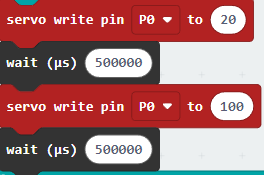 servo write pin P0 to 20
wait (µs) 500000
servo write pin P0 to 100
wait (µs) 500000